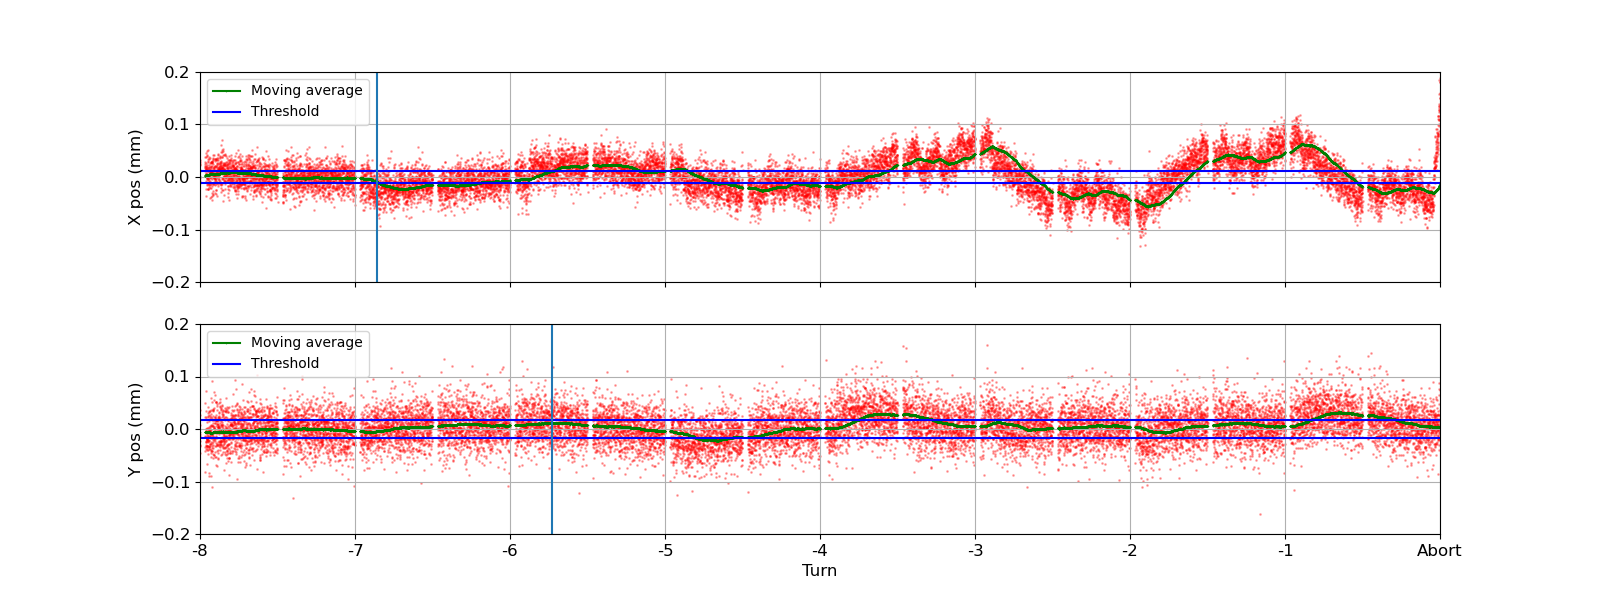 0.2
0.1
0.0
−0.1
−0.2
X pos (mm)
Moving average
Threshold
0.2
0.1
0.0
−0.1
−0.2
Y pos (mm)
Moving average
Threshold
-8 -7 -6 -5 -4 -3 -2 -1 Abort
Turn